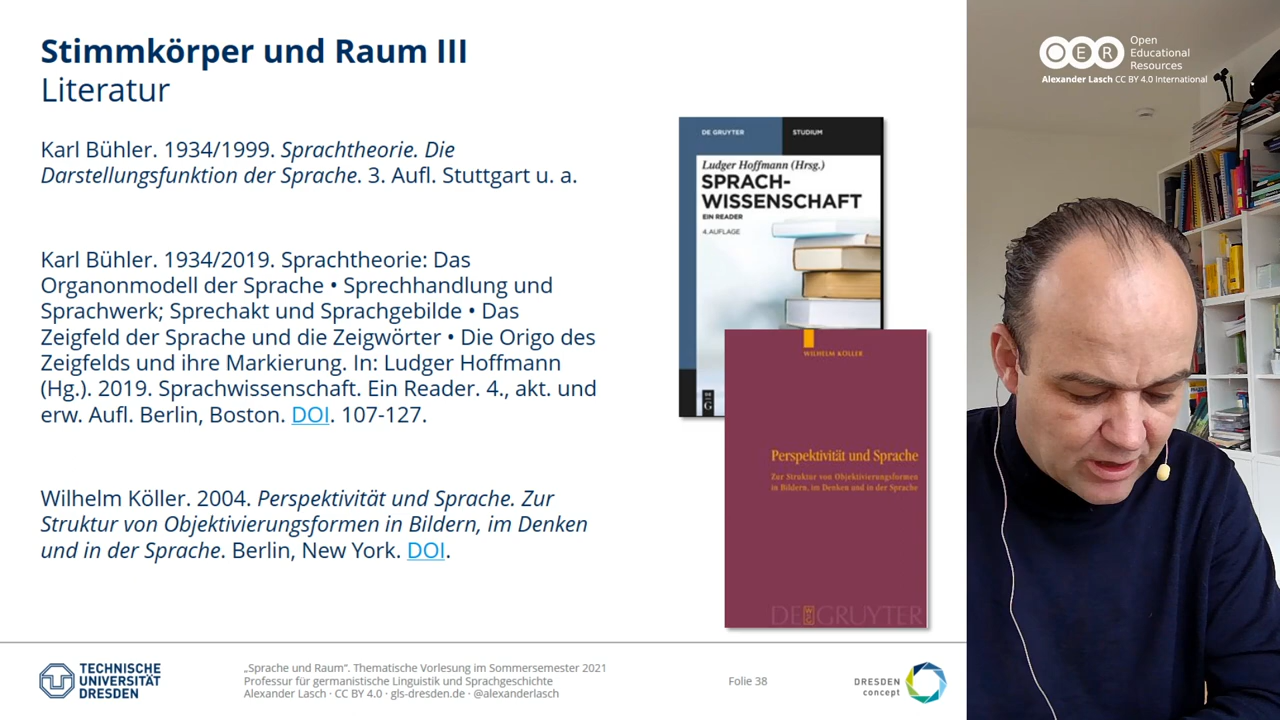 Stimmkörper und Raum III
Literatur
Karl Bühler. 1934/1999. Sprachtheorie. Die
Darstellungsfunktion der Sprache. 3. Aufl. Stuttgart u. a.
Karl Bühler. 1934/2019. Sprachtheorie: Das
Organonmodell der Sprache • Sprechhandlung und
Sprachwerk; Sprechakt und Sprachgebilde • Das
Zeigfeld der Sprache und die Zeigwörter • Die Origo des
Zeigfelds und ihre Markierung. In: Ludger Hoffmann
(Hg.). 2019. Sprachwissenschaft. Ein Reader. 4., akt. und
erw. Aufl. Berlin, Boston. DOI. 107-127.
Wilhelm Köller. 2004. Perspektivität und Sprache. Zur
Struktur von Objektivierungsformen in Bildern, im Denken
und in der Sprache. Berlin, New York. DOI.
DE GRUYTER
STUDIUM
Ludger Hoffmann (Hrsg.)
SPRACH-
WISSENSCHAFT
EIN READER
4. AUFLAGE
WILHELM KÖLLER
Perspektivität und Sprache
Zur Struktur von Objektivierungsformen
in Bildern, im Denken und in der Sprache
DE GRUYTER
TECHNISCHE
UNIVERSITÄT
DRESDEN
„Sprache und Raum“. Thematische Vorlesung im Sommersemester 2021
Professur für germanistische Linguistik und Sprachgeschichte
Alexander Lasch · CC BY 4.0 · gls-dresden.de · @alexanderlasch
Folie 38
DRESDEN
concept
OER
Open
Educational
Resources
Alexander Lasch CC BY 4.0 International